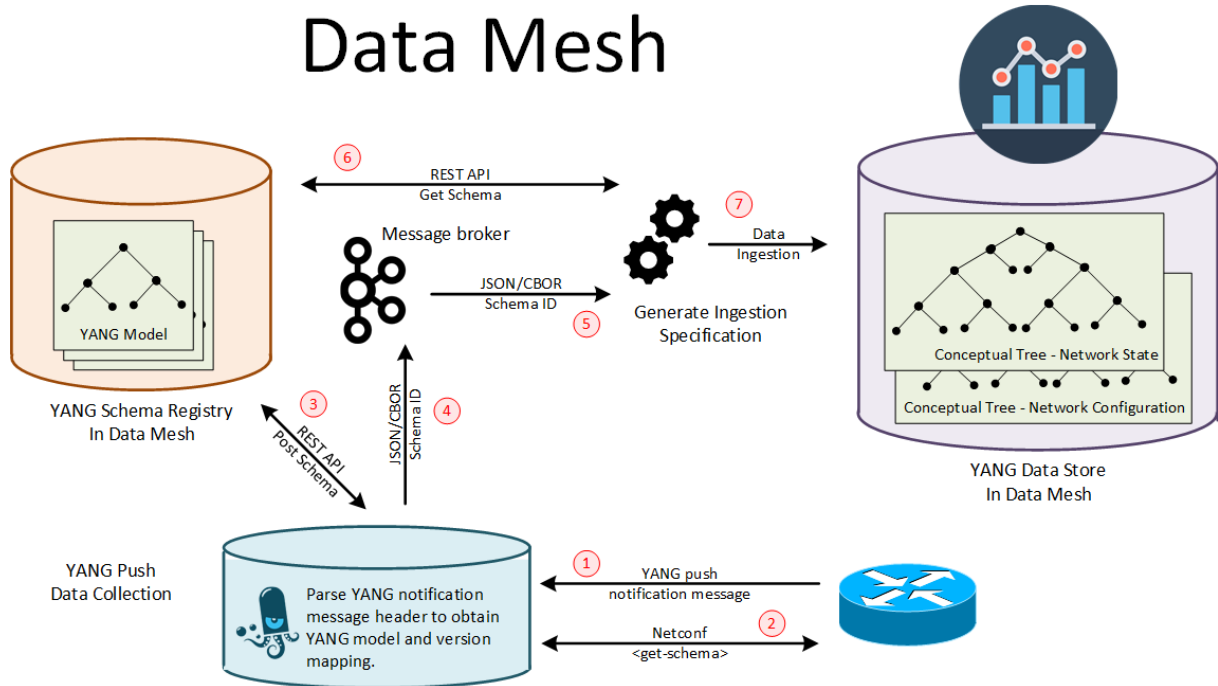 Data Mesh
6
REST API
Get Schema
7
Data
Ingestion
Message broker
JSON/CBOR
Schema ID
5
Generate Ingestion
Specification
YANG Model
Conceptual Tree - Network State
Conceptual Tree - Network Configuration
YANG Schema Registry
In Data Mesh
3
REST API
Post Schema
4
JSON/CBOR
Schema ID
YANG Data Store
In Data Mesh
YANG Push
Data Collection
Parse YANG notification
message header to obtain
YANG model and version
mapping.
1
YANG push
notification message
2
Netconf
<get-schema>